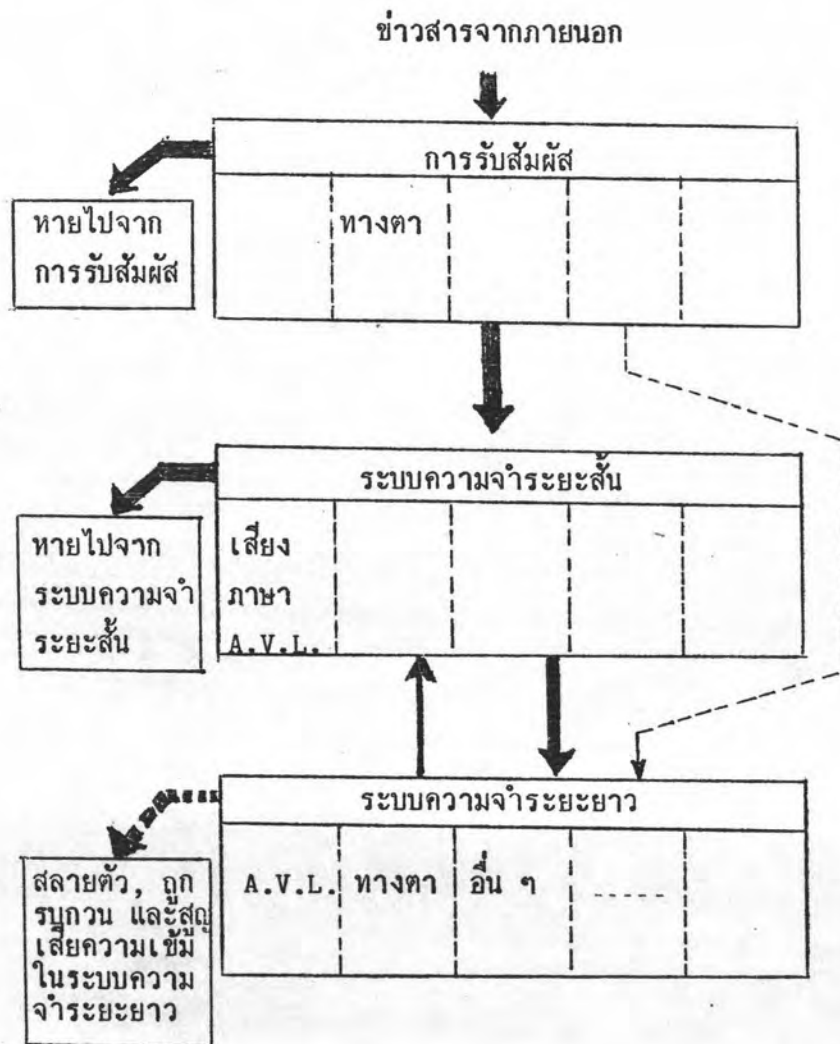 ข่าวสารจากภายนอก
การรับสัมผัส
ทางตา
หายไปจาก
การรับสัมผัส
ระบบความจำระยะสั้น
เสียง
ภาษา
A.V.L.
หายไปจาก
ระบบความจำ
ระยะสั้น
ระบบความจำระยะยาว
A.V.L. ทางตา อื่น ๆ ------
สลายตัว, ถูก
รบกวน และสูญ
เสียความเข้ม
ในระบบความ
จำระยะยาว